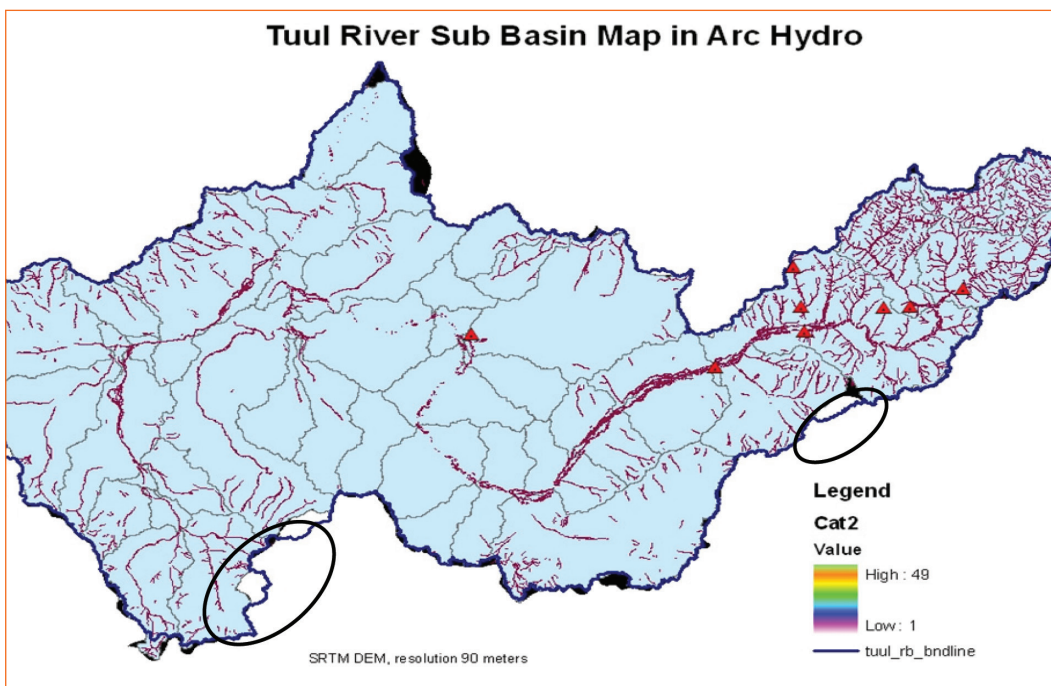 Tuul River Sub Basin Map in Arc Hydro
Legend
Cat2
Value
High : 49
Low : 1
tuul_rb_bndline
SRTM DEM, resolution 90 meters